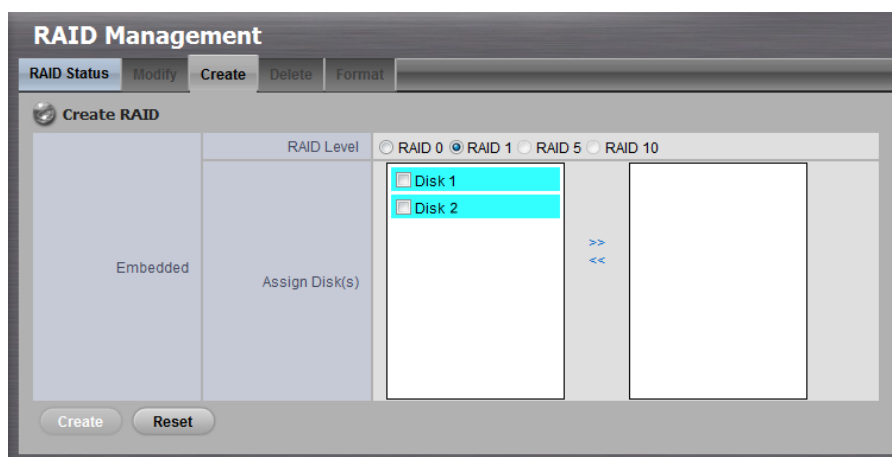 RAID Management
RAID Status Modify Create Delete Format
Create RAID
RAID Level RAID 0 RAID 1 RAID 5 RAID 10
Disk 1
Disk 2
>>
<<
Embedded
Assign Disk(s)
Create Reset